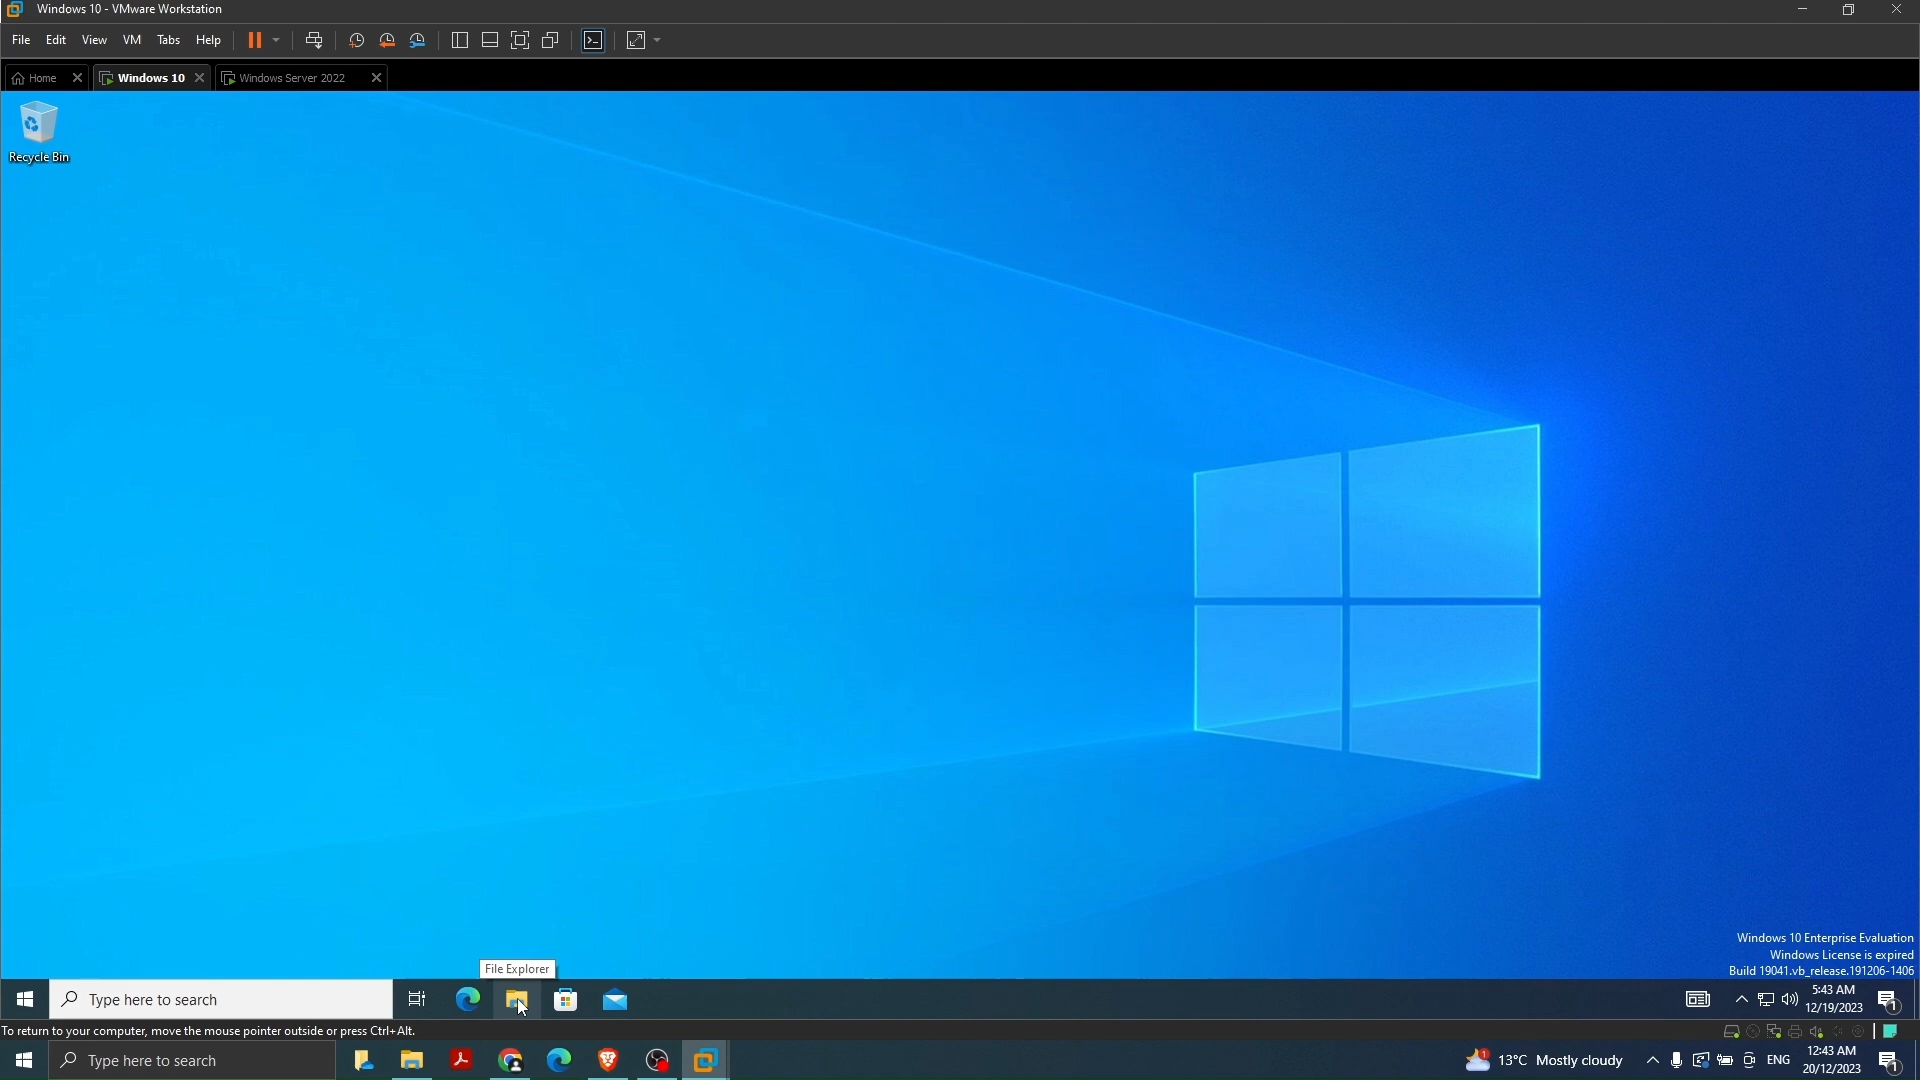 Windows 10 - VMware Workstation
File Edit View VM Tabs Help
Home Windows 10 Windows Server 2022
Recycle Bin
Windows 10 Enterprise Evaluation
Windows License is expired
Build 19041.vb_release.191206-1406
File Explorer
Type here to search
5:43 AM
12/19/2023
1
To return to your computer, move the mouse pointer outside or press Ctrl+Alt.
Type here to search
1
13°C Mostly cloudy
ENG
12:43 AM
20/12/2023
1